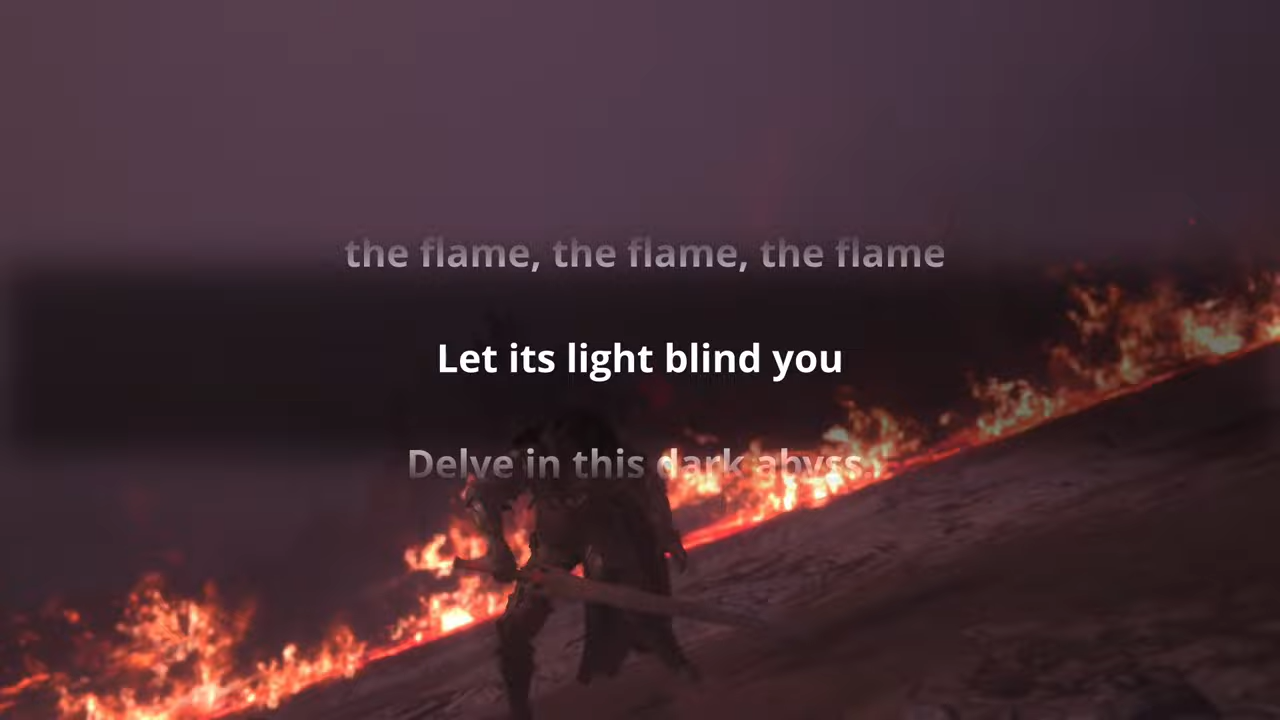 the flame, the flame, the flame
Let its light blind you
Delve in this dark abyss.